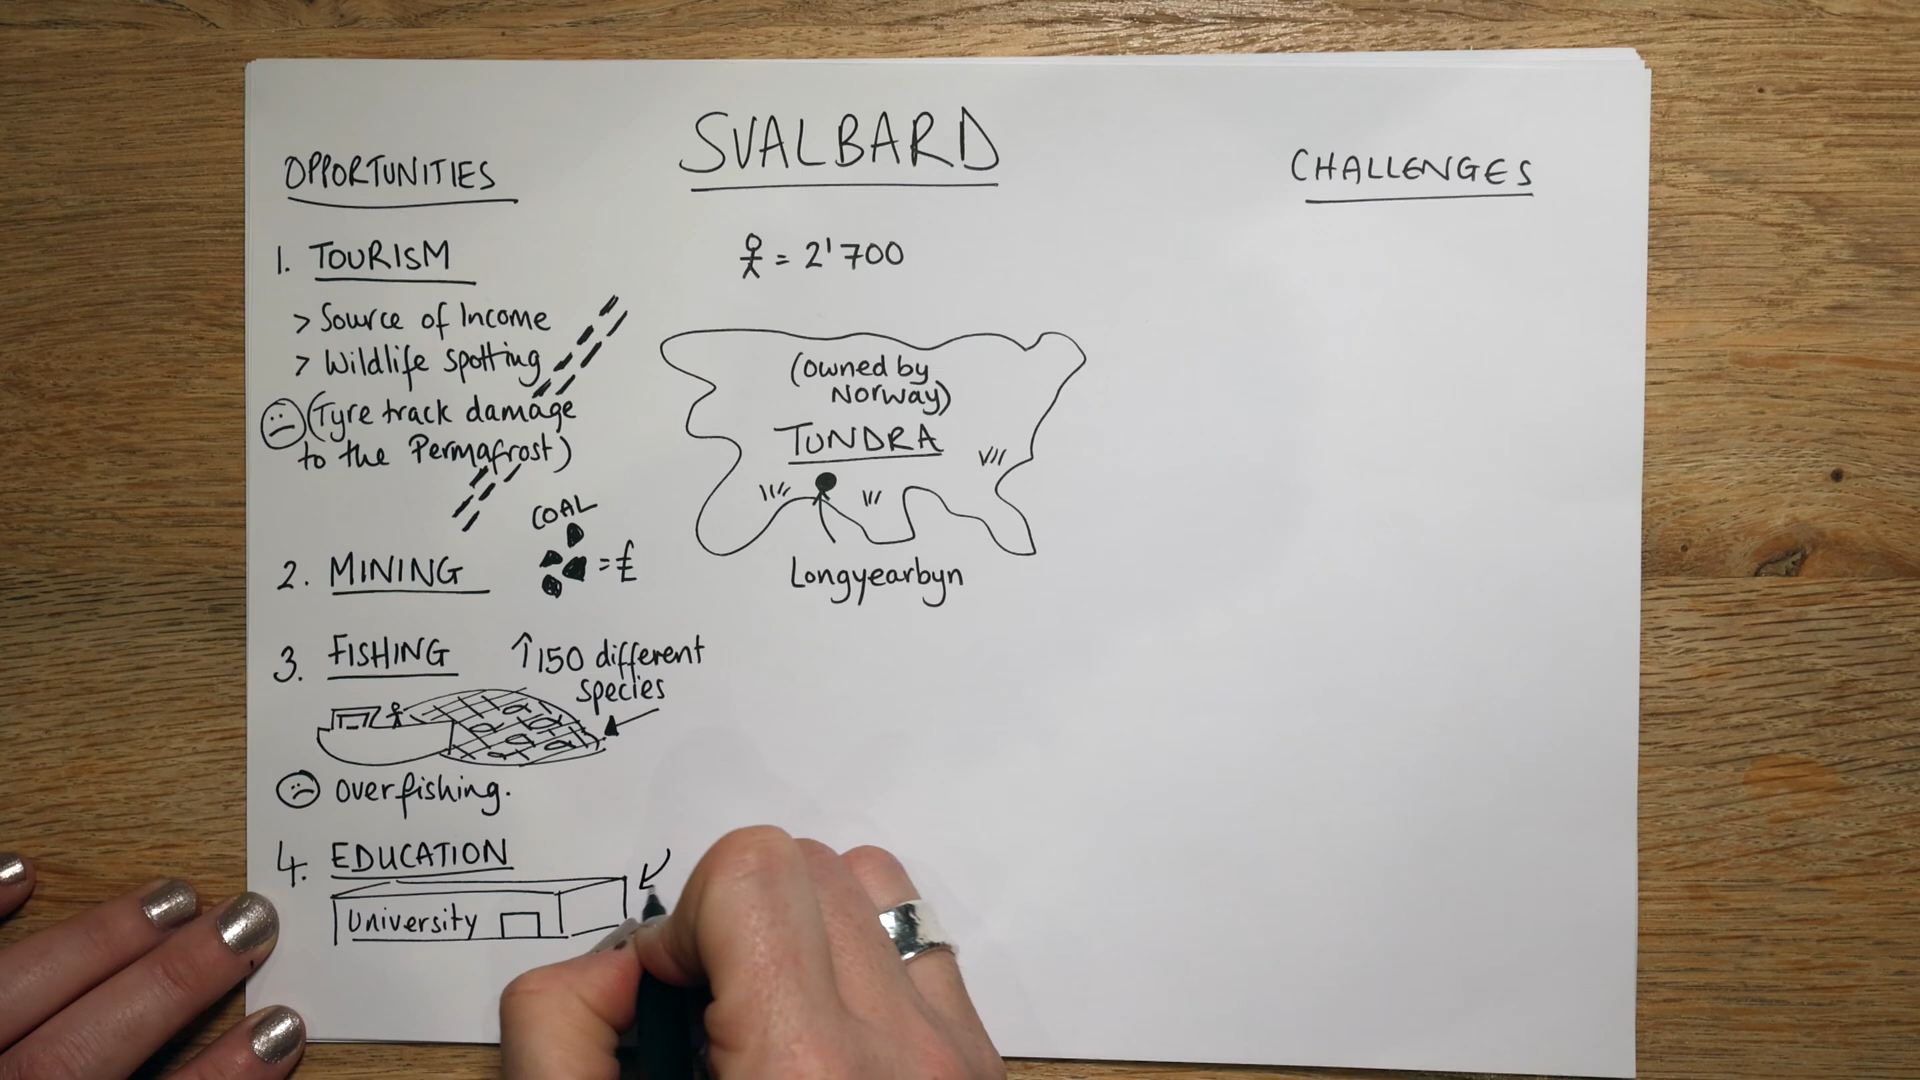 SVALBARD
OPPORTUNITIES
1. TOURISM
> Source of Income
> Wildlife spotting
(Tyre track damage
to the Permafrost)
2. MINING
COAL
= £
3. FISHING
↑150 different
species
overfishing.
4. EDUCATION
University
= 2'700
(owned by
Norway)
TUNDRA
Longyearbyn
CHALLENGES